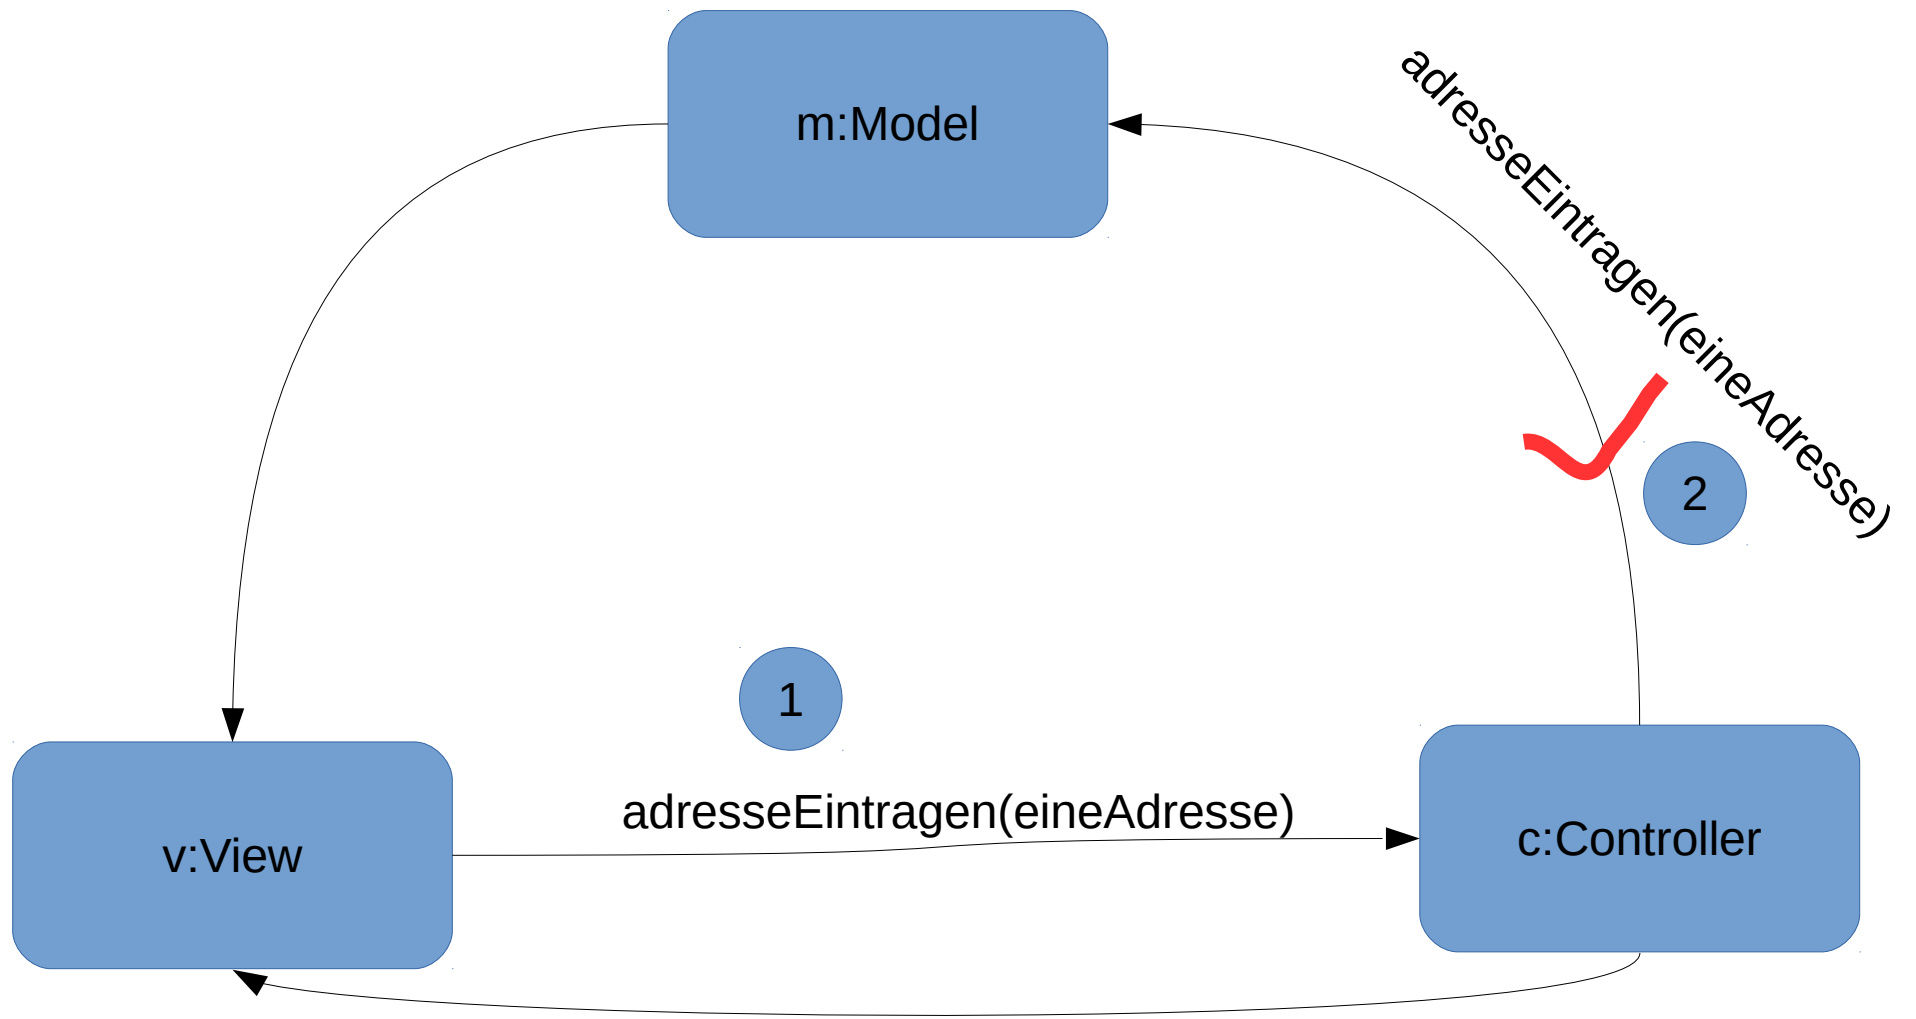 m:Model
adresseEintragen(eineAdresse)
2
1
adresseEintragen(eineAdresse)
v:View
c:Controller